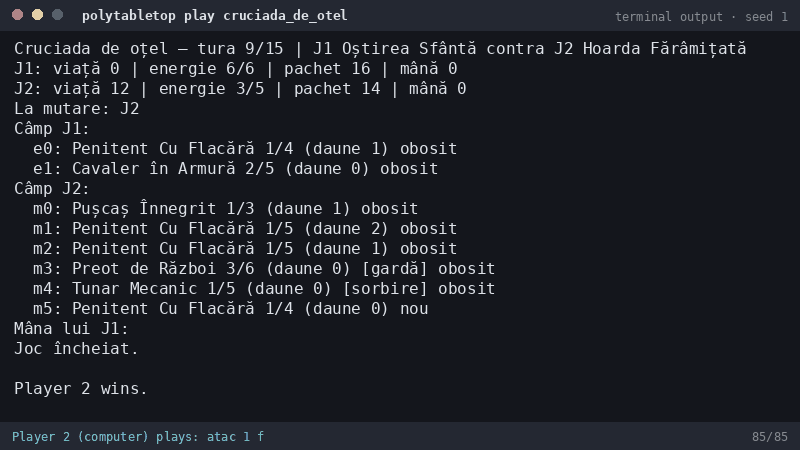 polytabletop play cruciada_de_otel
terminal output · seed 1
Cruciada de oțel — tura 9/15 | J1 Oștirea Sfântă contra J2 Hoarda Fărâmițată
J1: viață 0 | energie 6/6 | pachet 16 | mână 0
J2: viață 12 | energie 3/5 | pachet 14 | mână 0
La mutare: J2
Câmp J1:
e0: Penitent Cu Flacără 1/4 (daune 1) obosit
e1: Cavaler în Armură 2/5 (daune 0) obosit
Câmp J2:
m0: Pușcaș Înnegrit 1/3 (daune 1) obosit
m1: Penitent Cu Flacără 1/5 (daune 2) obosit
m2: Penitent Cu Flacără 1/5 (daune 1) obosit
m3: Preot de Război 3/6 (daune 0) [gardă] obosit
m4: Tunar Mecanic 1/5 (daune 0) [sorbire] obosit
m5: Penitent Cu Flacără 1/4 (daune 0) nou
Mâna lui J1:
Joc încheiat.
Player 2 wins.
Player 2 (computer) plays: atac 1 f
85/85